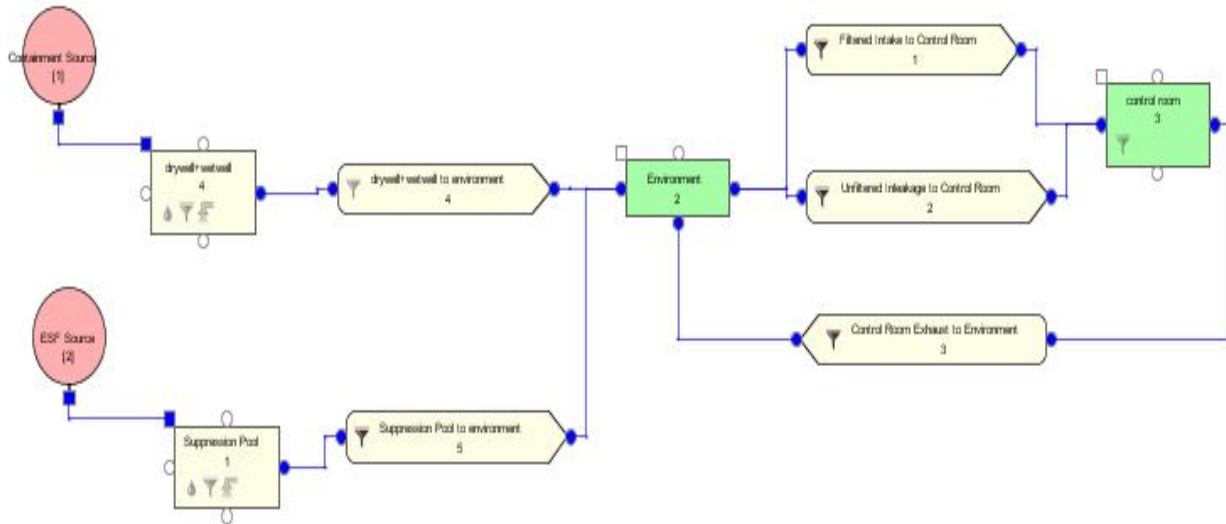 Containment Source
[1]
drywell+wetwell
4
drywell+wetwell to environment
4
ESF Source
[2]
Suppression Pool
1
Suppression Pool to environment
5
Environment
2
Filtered Intake to Control Room
1
Unfiltered Inleakage to Control Room
2
Control Room Exhaust to Environment
3
control room
3